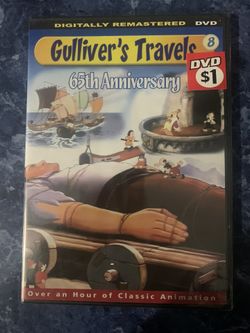 DIGITALLY REMASTERED DVD
Gulliver's Travels 8
65th Anniversary
DVD
$1
Over an Hour of Classic Animation